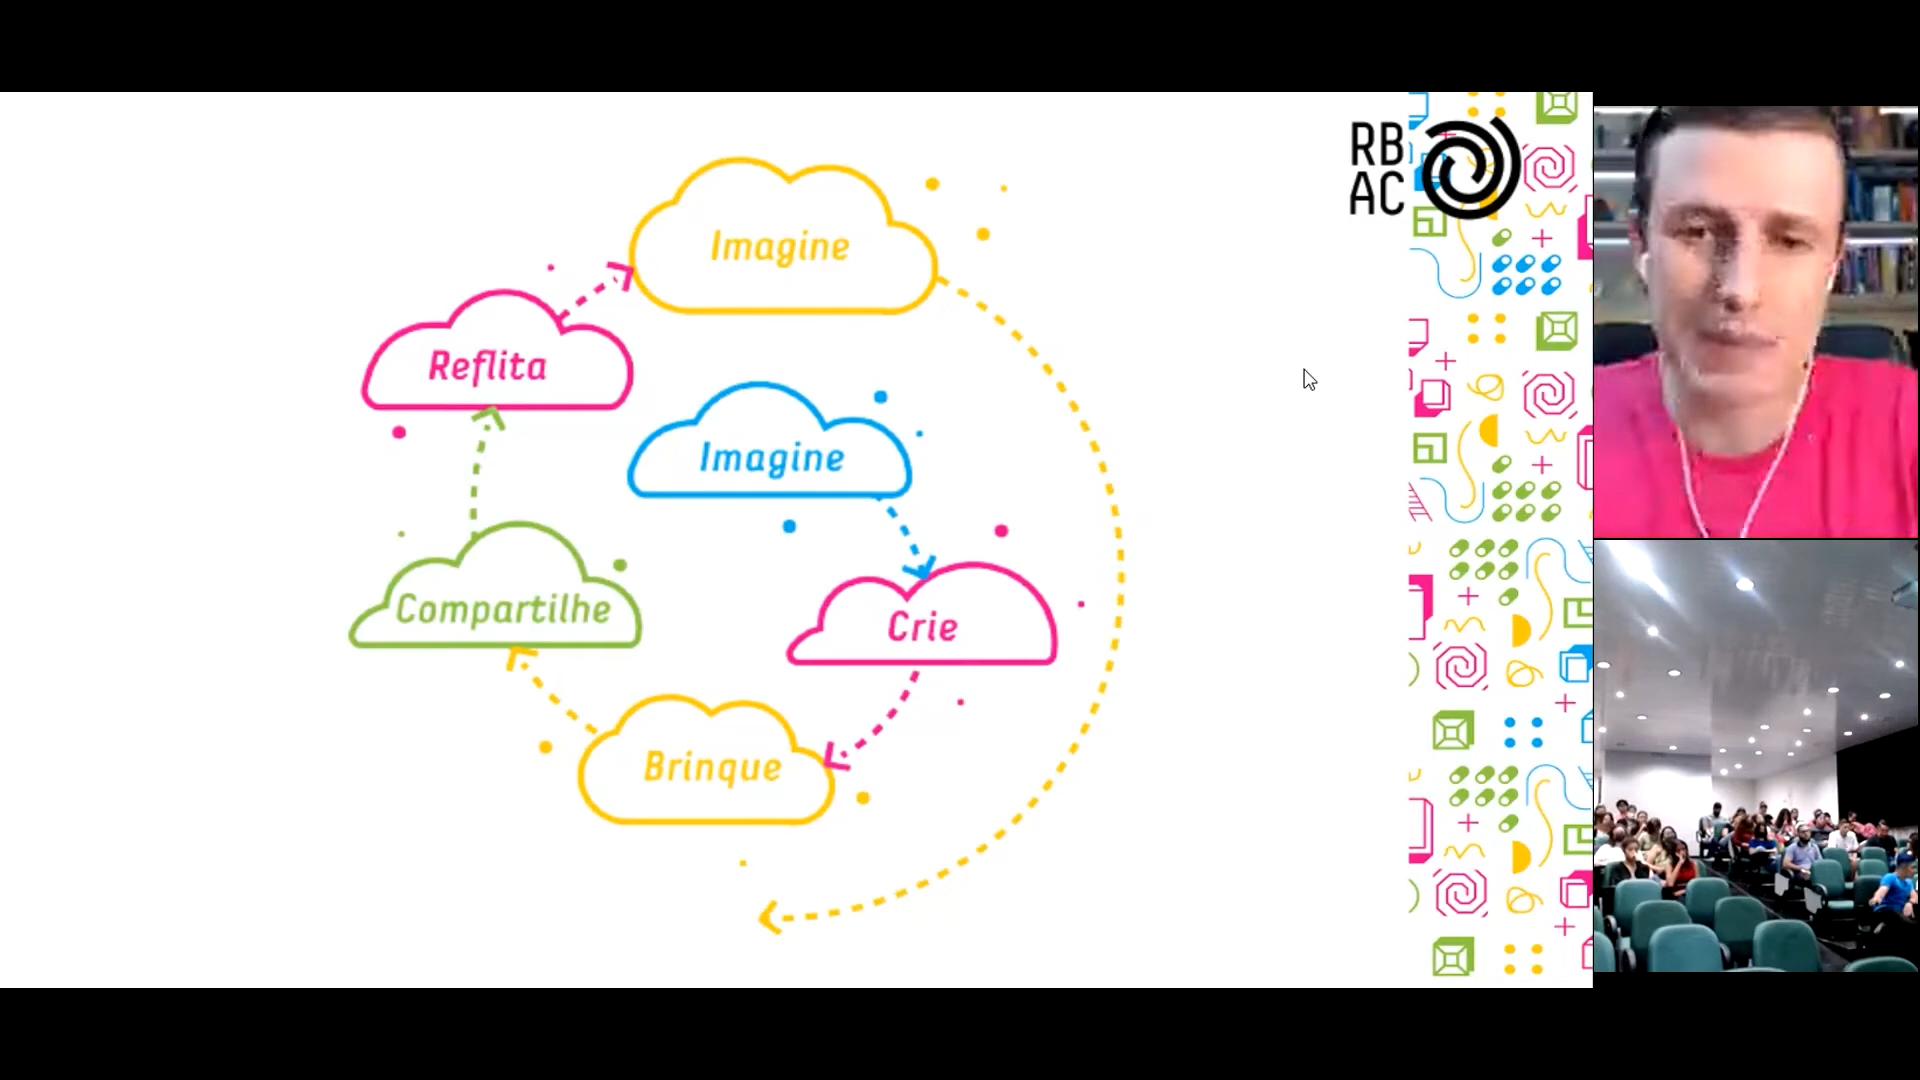 RB
AC
Imagine
Reflita
Imagine
Compartilhe
Crie
Brinque